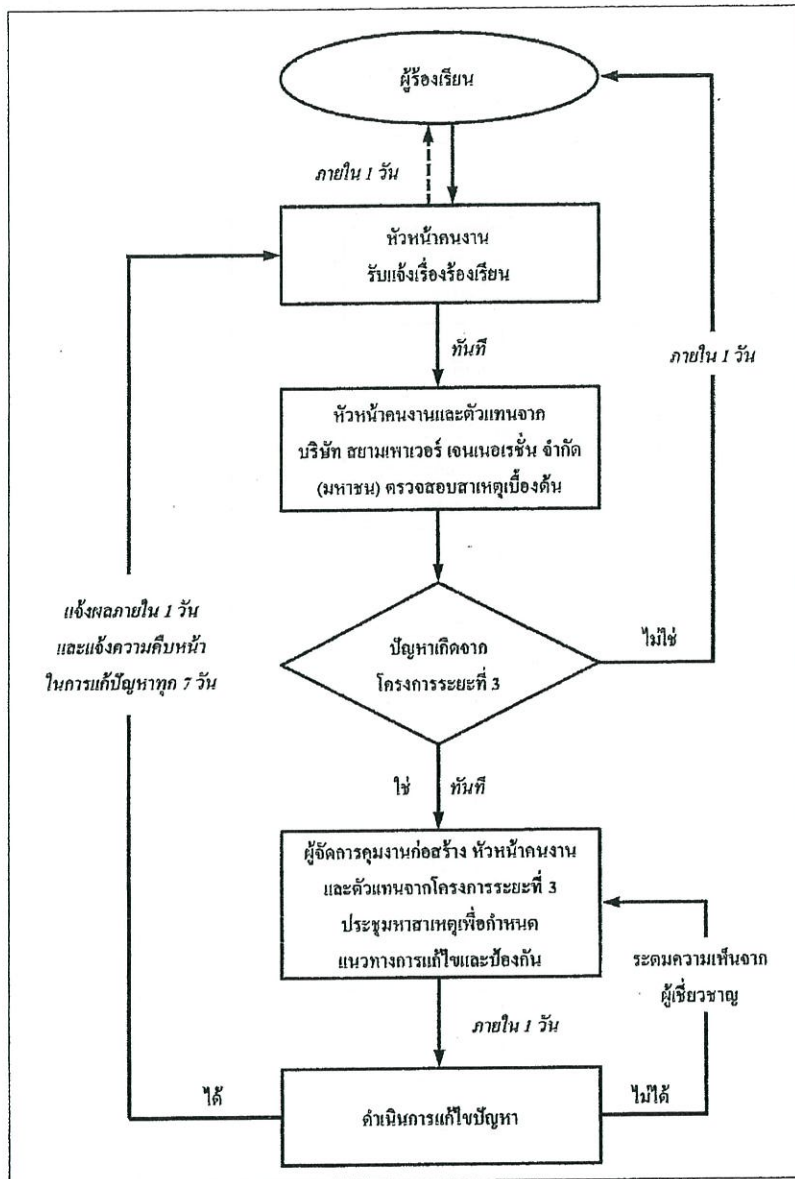 ผู้ร้องเรียน
ภายใน 1 วัน
หัวหน้าคนงาน
รับแจ้งเรื่องร้องเรียน
ทันที
ภายใน 1 วัน
หัวหน้าคนงานและตัวแทนจาก
บริษัท สยามเพาเวอร์ เจนเนอเรชั่น จำกัด
(มหาชน) ตรวจสอบสาเหตุเบื้องต้น
แจ้งผลภายใน 1 วัน
และแจ้งความคืบหน้า
ในการแก้ปัญหาทุก 7 วัน
ปัญหาเกิดจาก
โครงการระยะที่ 3
ไม่ใช่
ใช่
ทันที
ผู้จัดการคุมงานก่อสร้าง หัวหน้าคนงาน
และตัวแทนจากโครงการระยะที่ 3
ประชุมหาสาเหตุเพื่อกำหนด
แนวทางการแก้ไขและป้องกัน
ระดมความเห็นจาก
ผู้เชี่ยวชาญ
ภายใน 1 วัน
ได้
ดำเนินการแก้ไขปัญหา
ไม่ได้